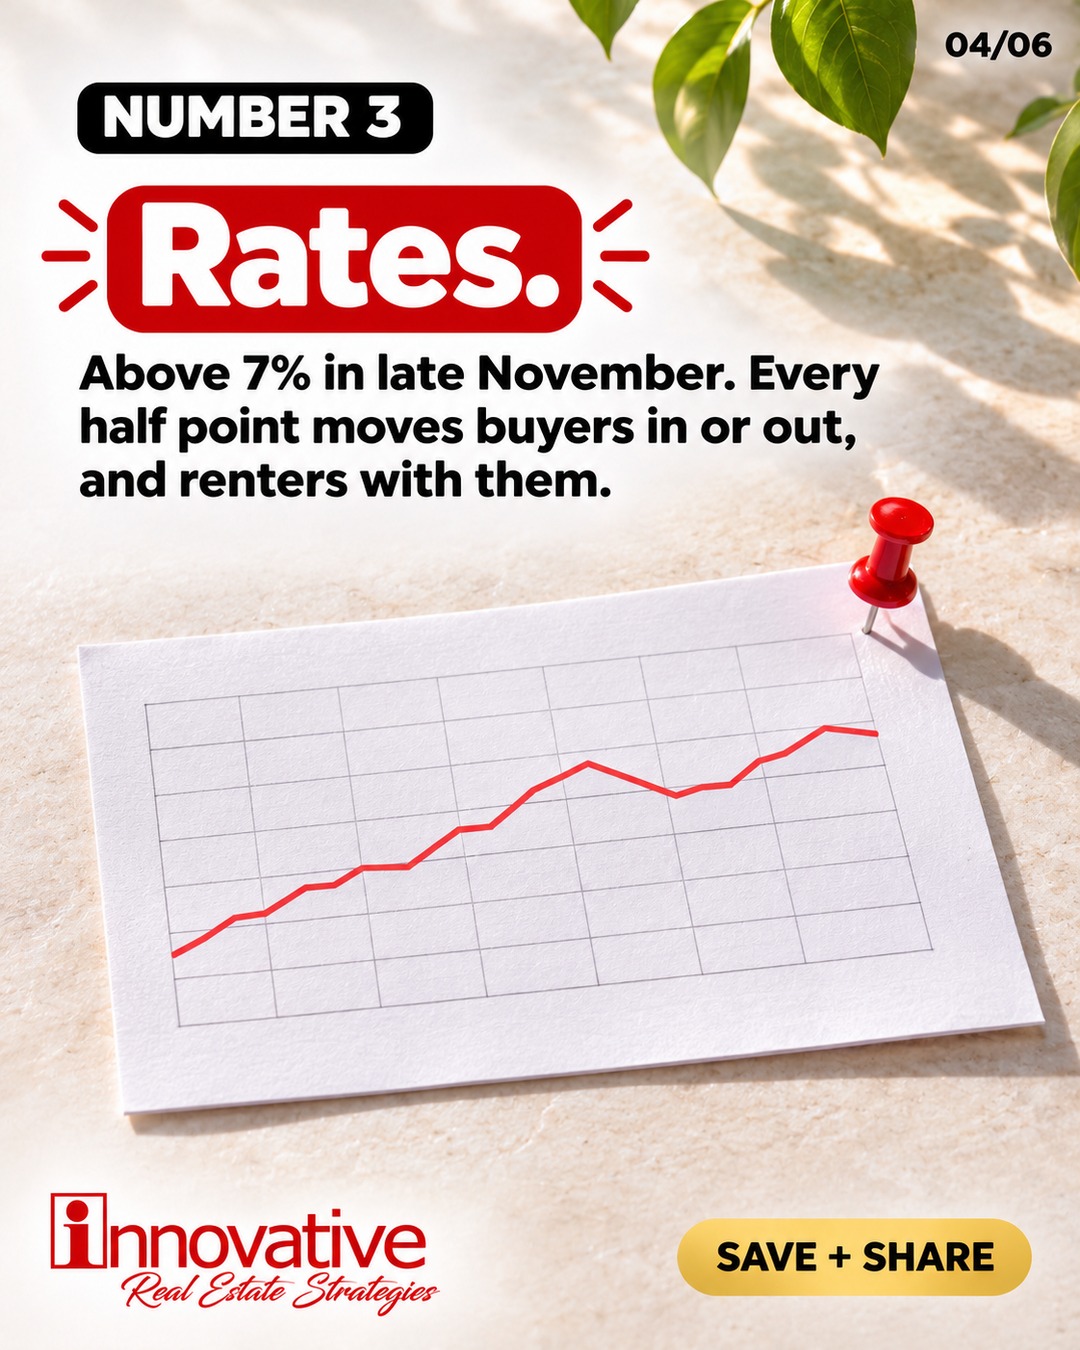 04/06
NUMBER 3
Rates.
Above 7% in late November. Every
half point moves buyers in or out,
and renters with them.
innovative
Real Estate Strategies
SAVE + SHARE